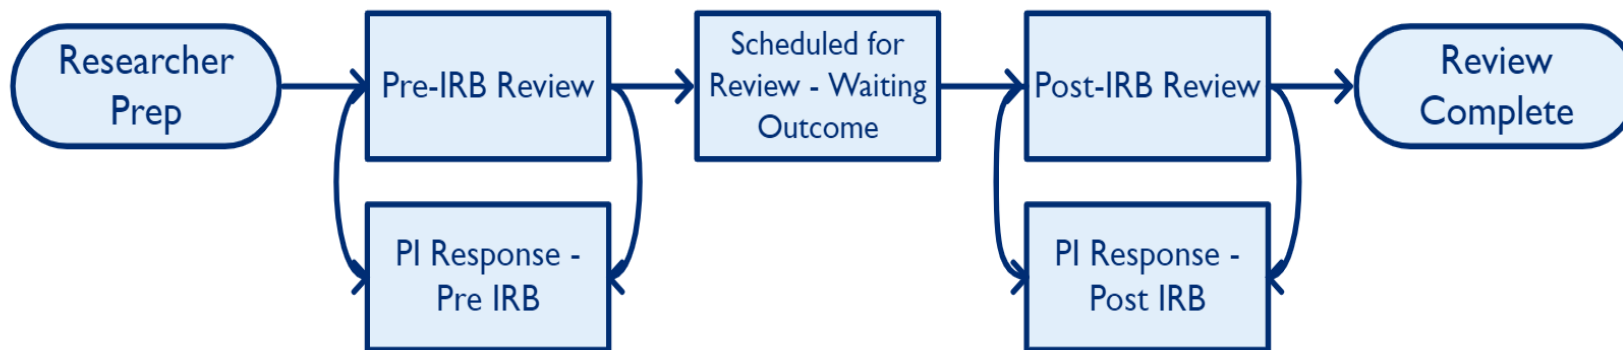 Researcher
Prep
Pre-IRB Review
Scheduled for
Review - Waiting
Outcome
Post-IRB Review
Review
Complete
PI Response -
Pre IRB
PI Response -
Post IRB